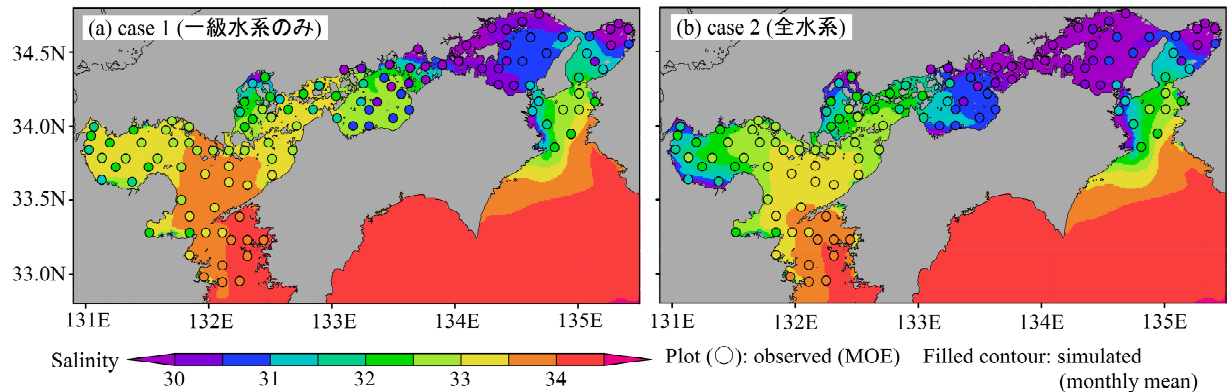 (a) case 1 (一級水系のみ)
(b) case 2 (全水系)
34.5N
34.0N
33.5N
33.0N
131E 132E 133E 134E 135E
131E 132E 133E 134E 135E
Salinity
30 31 32 33 34
Plot (○): observed (MOE) Filled contour: simulated
(monthly mean)